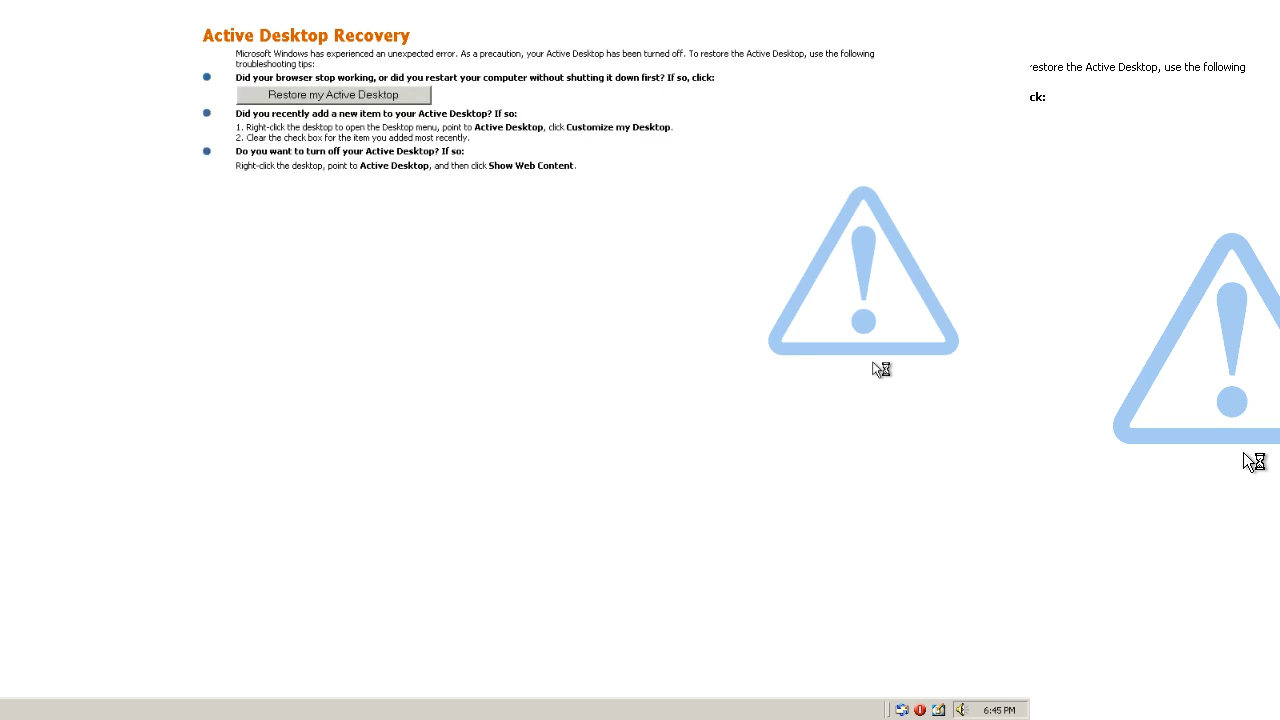 Active Desktop Recovery
Microsoft Windows has experienced an unexpected error. As a precaution, your Active Desktop has been turned off. To restore the Active Desktop, use the following
troubleshooting tips:
Did your browser stop working, or did you restart your computer without shutting it down first? If so, click:
Restore my Active Desktop
Did you recently add a new item to your Active Desktop? If so:
1. Right-click the desktop to open the Desktop menu, point to Active Desktop, click Customize my Desktop.
2. Clear the check box for the item you added most recently.
Do you want to turn off your Active Desktop? If so:
Right-click the desktop, point to Active Desktop, and then click Show Web Content.
restore the Active Desktop, use the following
ck:
6:45 PM